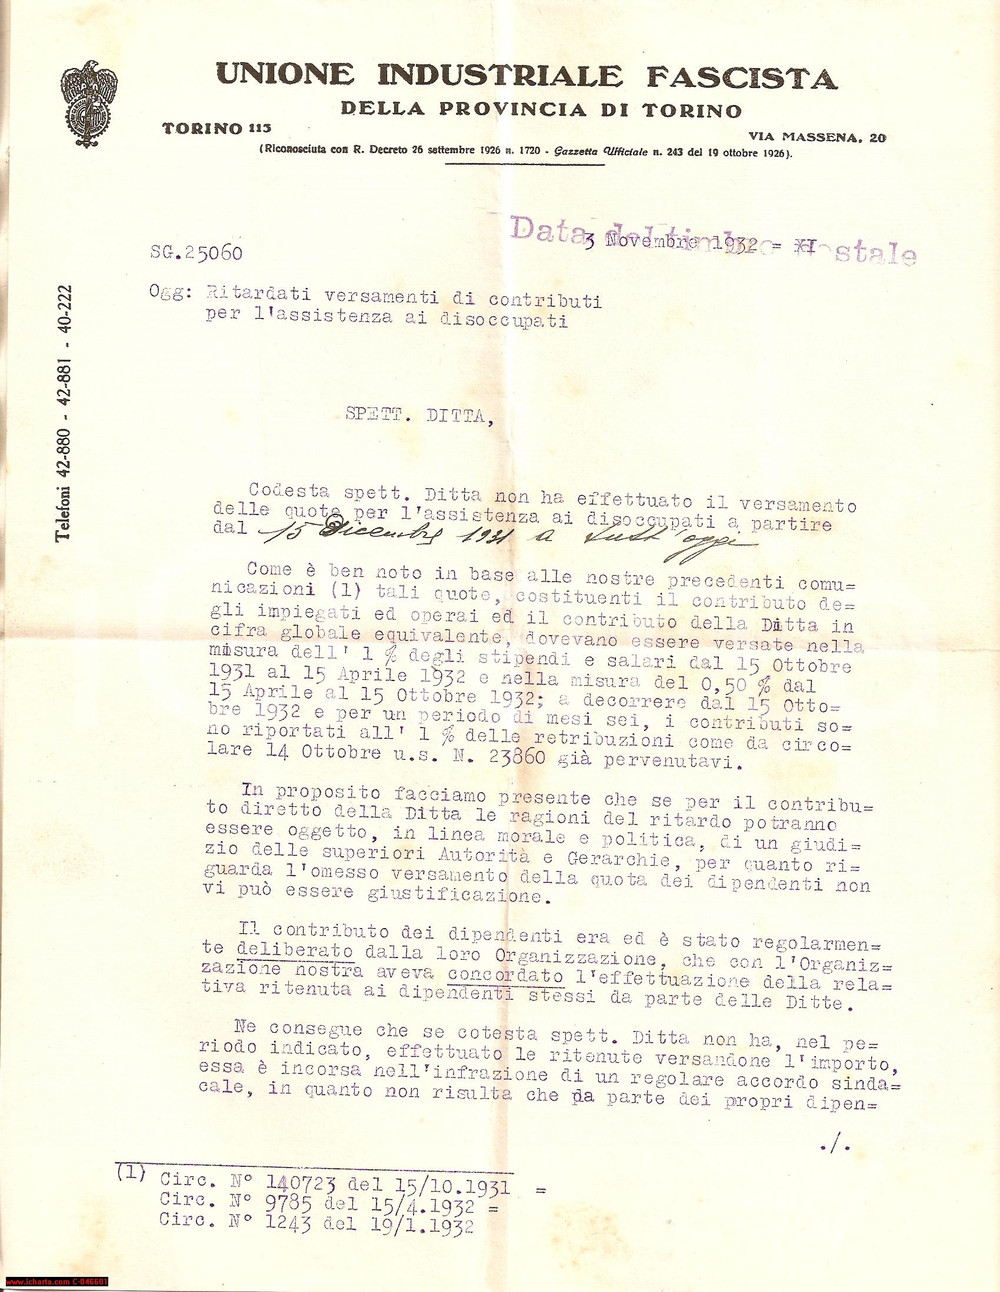 UNIONE INDUSTRIALE FASCISTA
DELLA PROVINCIA DI TORINO
TORINO 113
VIA MASSENA, 20
(Riconosciuta con R. Decreto 26 settembre 1926 n. 1720 - Gazzetta Ufficiale n. 243 del 19 ottobre 1926).
Data del timbro Postale
3 Novembre 1932 = XI
SG.25060
Telefoni 42-880 - 42-881 - 40-222
Ogg: Ritardati versamenti di contributi
per l'assistenza ai disoccupati
SPETT. DITTA,
Codesta spett. Ditta non ha effettuato il versamento
delle quote per l'assistenza ai disoccupati a partire
dal 15 Dicembre 1931 a tutt'oggi
Come è ben noto in base alle nostre precedenti comu=
nicazioni (1) tali quote, costituenti il contributo de=
gli impiegati ed operai ed il contributo della Ditta in
cifra globale equivalente, dovevano essere versate nella
misura dell' 1 % degli stipendi e salari dal 15 Ottobre
1931 al 15 Aprile 1932 e nella misura del 0,50 % dal
15 Aprile al 15 Ottobre 1932; a decorrere dal 15 Otto=
bre 1932 e per un periodo di mesi sei, i contributi so=
no riportati all' 1 % delle retribuzioni come da circo=
lare 14 Ottobre u.s. N. 23860 già pervenutavi.
In proposito facciamo presente che se per il contribu=
to diretto della Ditta le ragioni del ritardo potranno
essere oggetto, in linea morale e politica, di un giudi=
zio delle superiori Autorità e Gerarchie, per quanto ri=
guarda l'omesso versamento della quota dei dipendenti non
vi può essere giustificazione.
Il contributo dei dipendenti era ed è stato regolarmen=
te deliberato dalla loro Organizzazione, che con l'Organiz=
zazione nostra aveva concordato l'effettuazione della rela=
tiva ritenuta ai dipendenti stessi da parte delle Ditte.
Ne consegue che se cotesta spett. Ditta non ha, nel pe=
riodo indicato, effettuato le ritenute versandone l'importo,
essa è incorsa nell'infrazione di un regolare accordo sinda=
cale, in quanto non risulta che da parte dei propri dipen=
./.
(1) Circ. N° 140723 del 15/10.1931 =
Circ. N° 9785 del 15/4.1932 =
Circ. N° 1243 del 19/1.1932
www.icharta.com C-046601